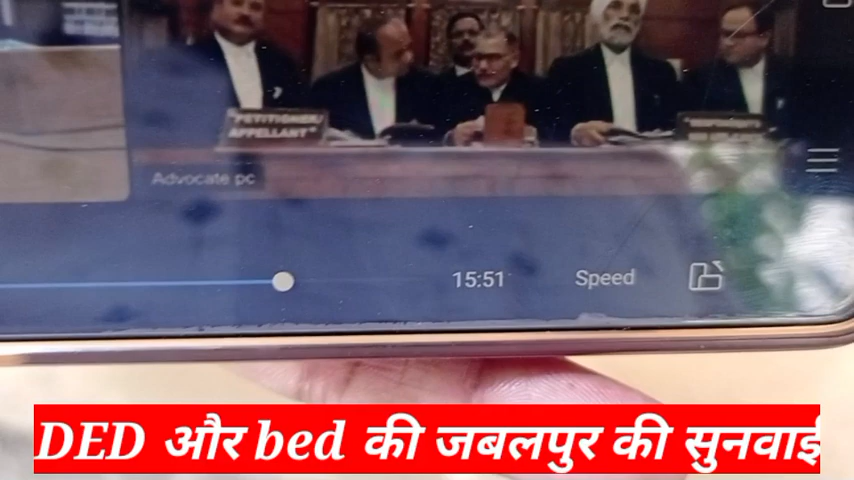 "PETITIONER/
APPELLANT"
Advocate pc
15:51
Speed
DED और bed की जबलपुर की सुनवाई